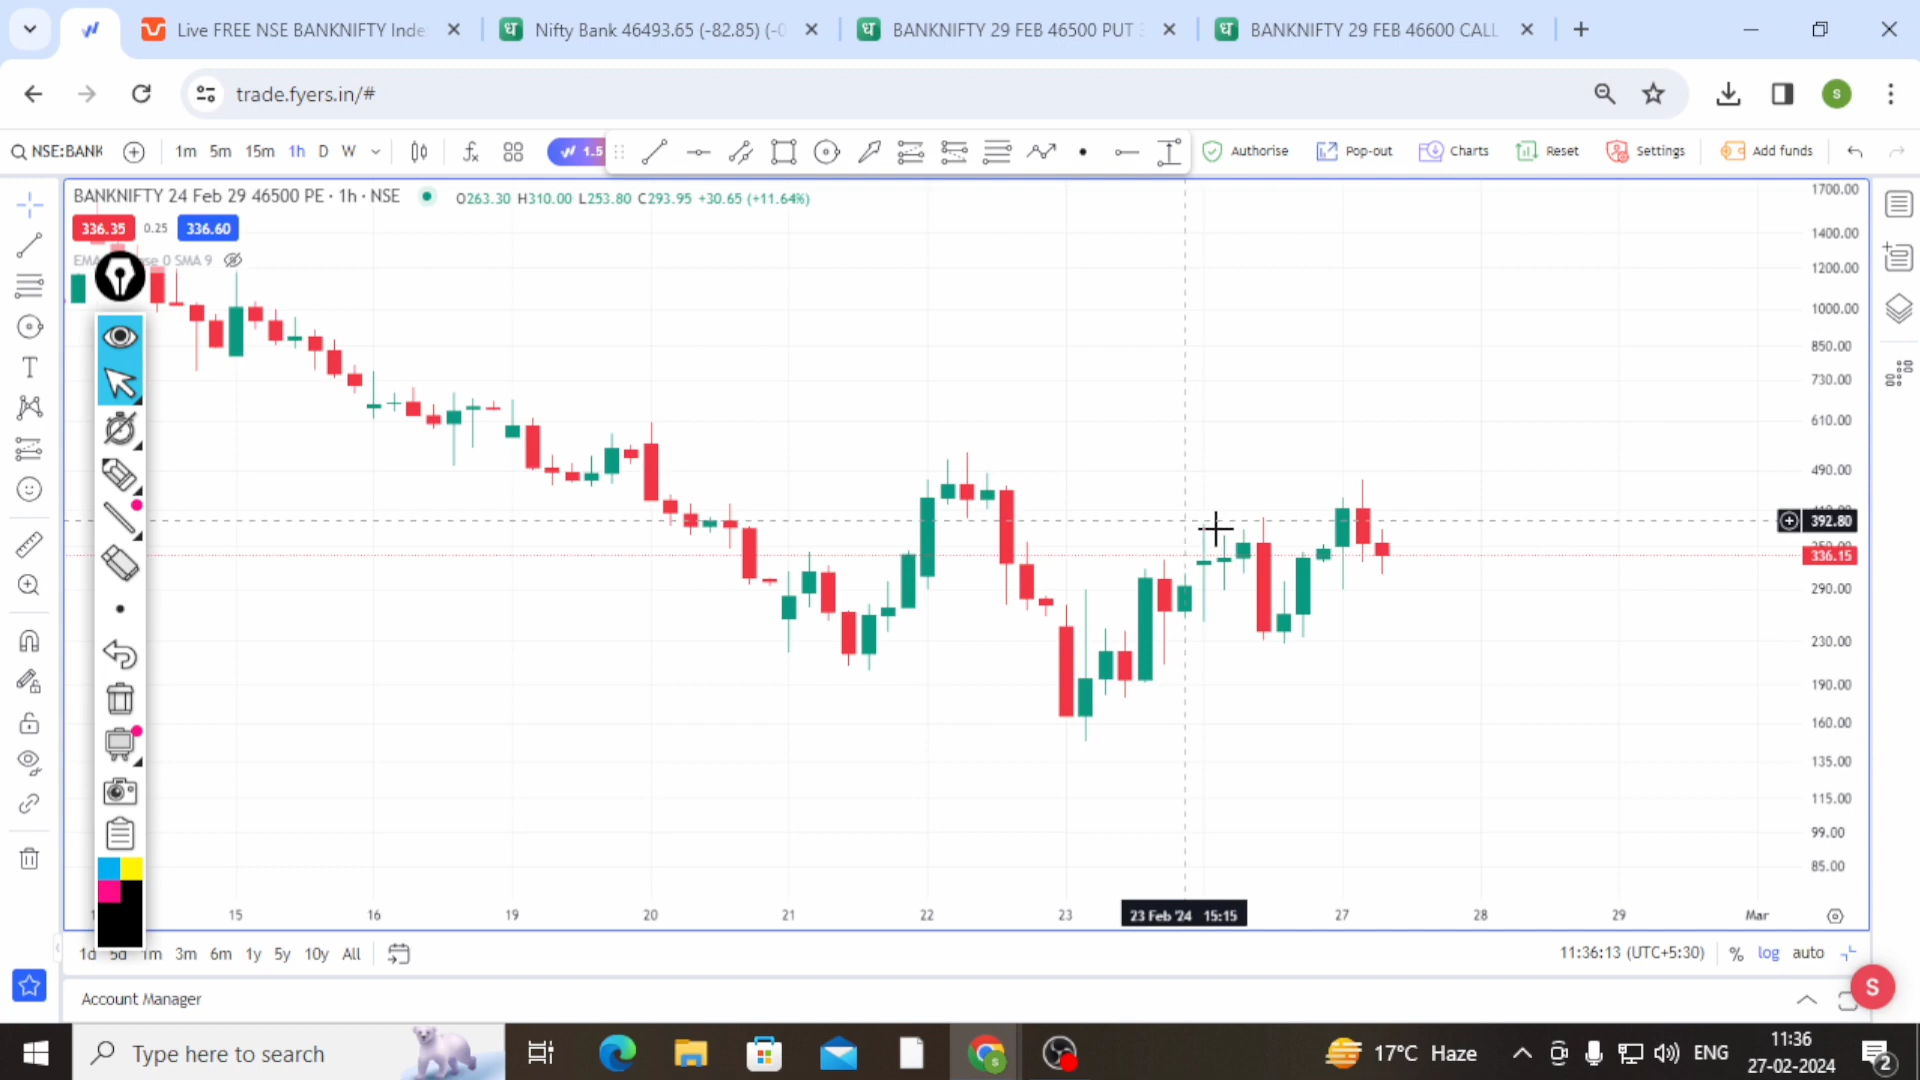 Live FREE NSE BANKNIFTY Inde
Nifty Bank 46493.65 (-82.85) (-0
BANKNIFTY 29 FEB 46500 PUT
BANKNIFTY 29 FEB 46600 CALL
trade.fyers.in/#
S
NSE:BANK 1m 5m 15m 1h D W 1.5 Authorise Pop-out Charts Reset Settings Add funds
BANKNIFTY 24 Feb 29 46500 PE · 1h · NSE O263.30 H310.00 L253.80 C293.95 +30.65 (+11.64%)
336.35 0.25 336.60
EMA se 0 SMA 9
1700.00
1400.00
1200.00
1000.00
850.00
730.00
610.00
490.00
392.80
336.15
290.00
230.00
190.00
160.00
135.00
115.00
99.00
85.00
15 16 19 20 21 22 23 23 Feb '24 15:15 27 28 29 Mar
1d 5d 1m 3m 6m 1y 5y 10y All 11:36:13 (UTC+5:30) % log auto
Account Manager
S
Type here to search
17°C Haze
ENG
11:36
27-02-2024
2